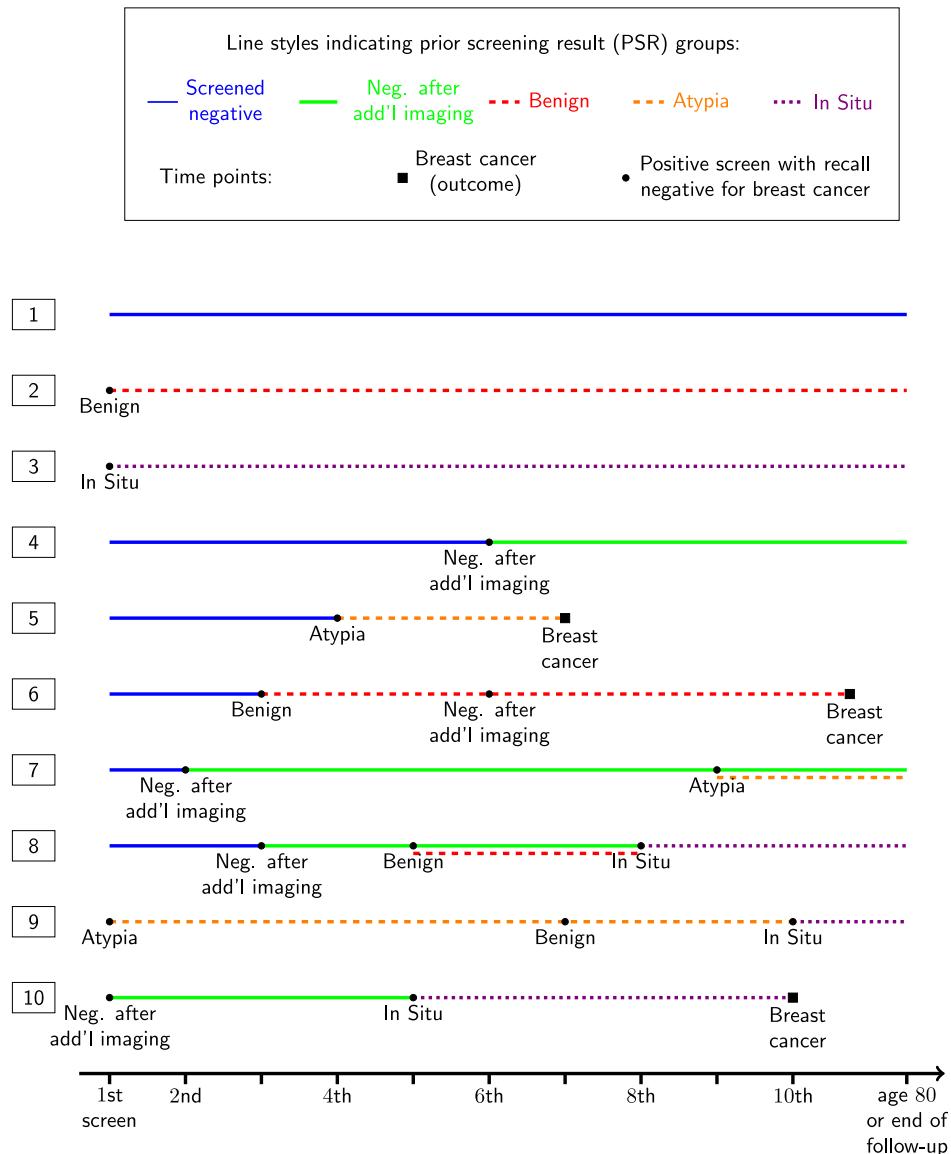 Line styles indicating prior screening result (PSR) groups:
Screened
negative
Neg. after
add'l imaging
Benign
Atypia
In Situ
Time points:
Breast cancer
(outcome)
Positive screen with recall
negative for breast cancer
1
2
Benign
3
In Situ
4
Neg. after
add'l imaging
5
Atypia
Breast
cancer
6
Benign
Neg. after
add'l imaging
Breast
cancer
7
Neg. after
add'l imaging
Atypia
8
Neg. after
add'l imaging
Benign
In Situ
9
Atypia
Benign
In Situ
10
Neg. after
add'l imaging
In Situ
Breast
cancer
1st
screen
2nd
4th
6th
8th
10th
age 80
or end of
follow-up